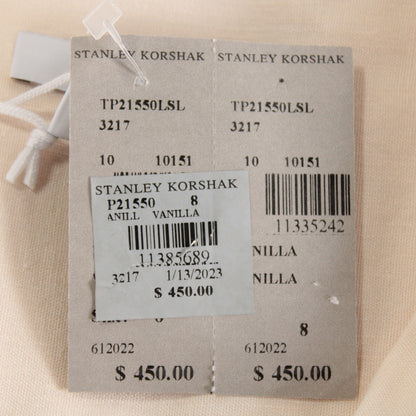 STANLEY KORSHAK STANLEY KORSHAK
TP21550LSL TP21550LSL
3217 3217
10 10151 10 10151
STANLEY KORSHAK
P21550 8
ANILL VANILLA
11385689
3217 1/13/2023
$ 450.00
11335242
NILLA
NILLA
8
612022 612022
$ 450.00 $ 450.00